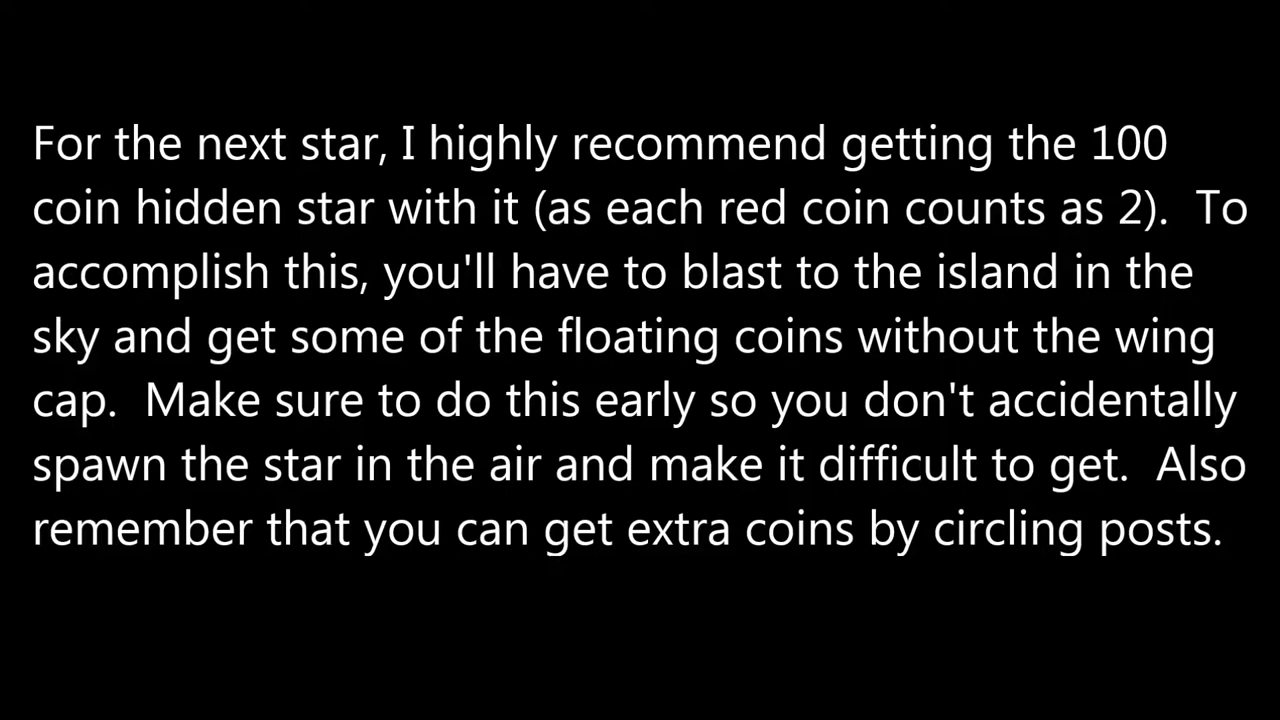 For the next star, I highly recommend getting the 100
coin hidden star with it (as each red coin counts as 2).  To
accomplish this, you'll have to blast to the island in the
sky and get some of the floating coins without the wing
cap.  Make sure to do this early so you don't accidentally
spawn the star in the air and make it difficult to get.  Also
remember that you can get extra coins by circling posts.